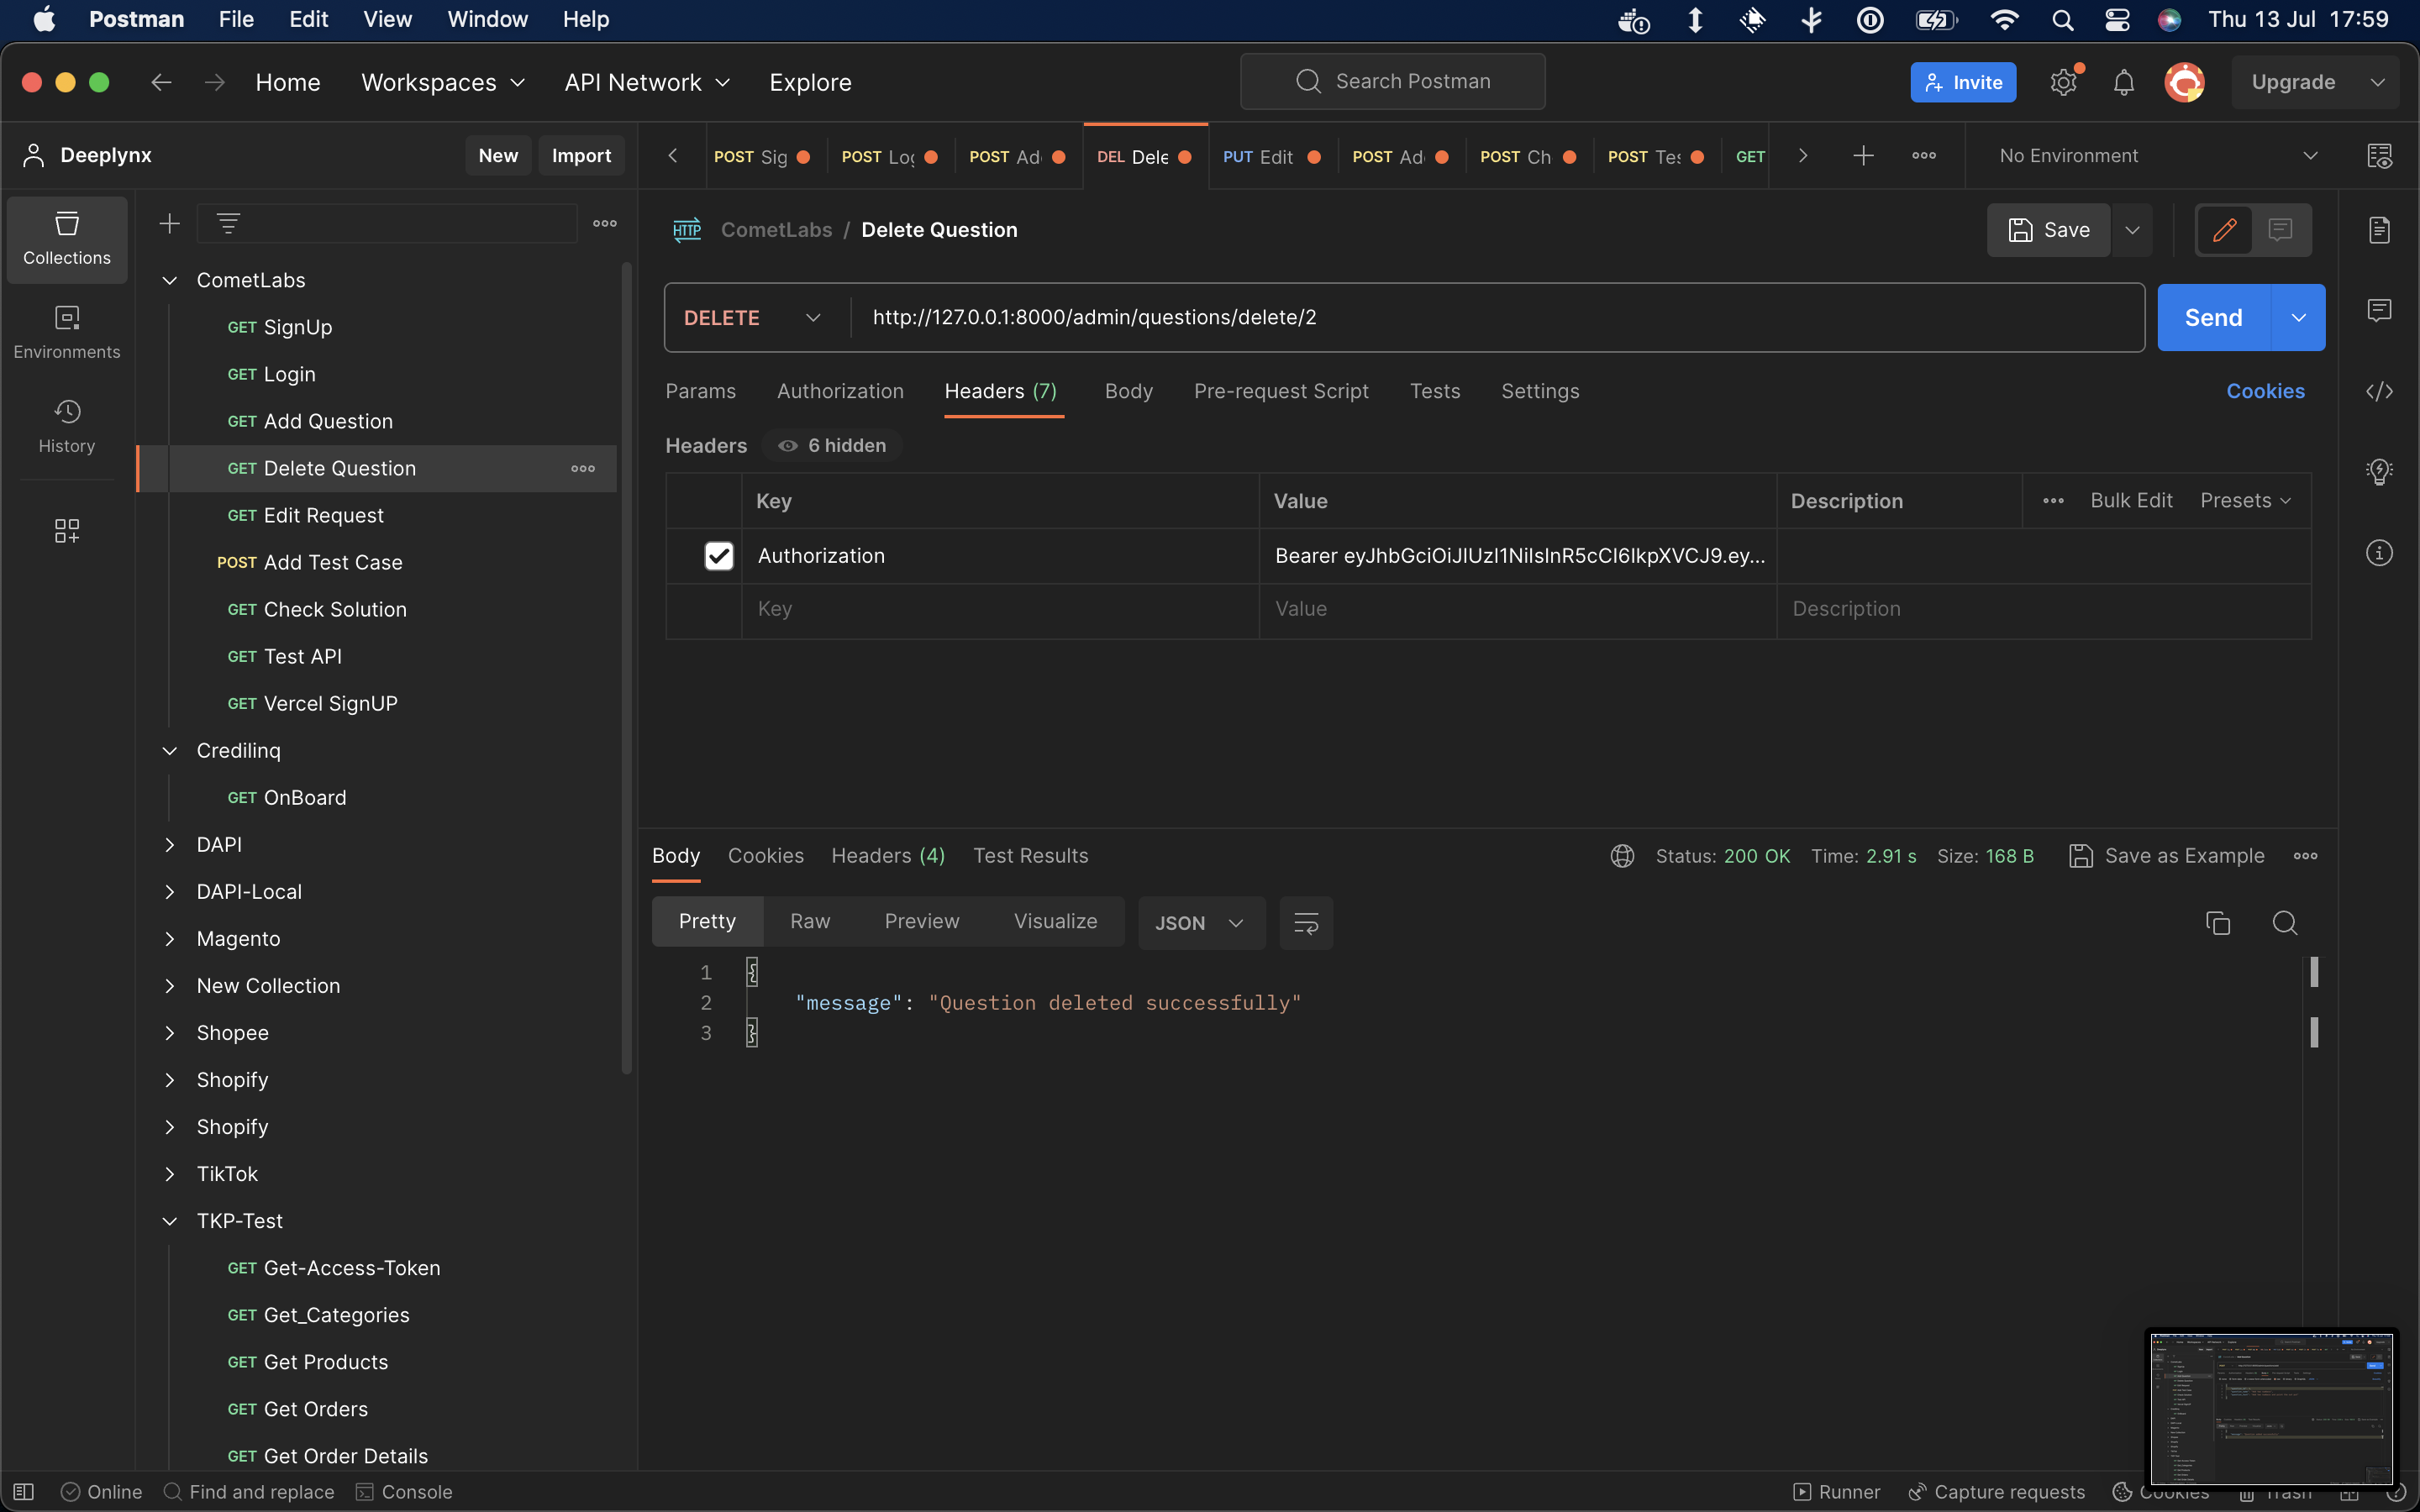 Postman File Edit View Window Help Thu 13 Jul 17:59
Home Workspaces API Network Explore Search Postman Invite Upgrade
Deeplynx New Import
POST Sig POST Log POST Ad DEL Dele PUT Edit POST Ad POST Ch POST Tes GET No Environment
Collections
Environments
History
CometLabs
GET SignUp
GET Login
GET Add Question
GET Delete Question
GET Edit Request
POST Add Test Case
GET Check Solution
GET Test API
GET Vercel SignUP
Credilinq
GET OnBoard
DAPI
DAPI-Local
Magento
New Collection
Shopee
Shopify
Shopify
TikTok
TKP-Test
GET Get-Access-Token
GET Get_Categories
GET Get Products
GET Get Orders
GET Get Order Details
HTTP CometLabs / Delete Question Save
DELETE http://127.0.0.1:8000/admin/questions/delete/2 Send
Params Authorization Headers (7) Body Pre-request Script Tests Settings Cookies
Headers 6 hidden
Key Value Description Bulk Edit Presets
Authorization Bearer eyJhbGciOiJIUzI1NiIsInR5cCI6IkpXVCJ9.ey...
Key Value Description
Body Cookies Headers (4) Test Results Status: 200 OK Time: 2.91 s Size: 168 B Save as Example
Pretty Raw Preview Visualize JSON
1 {
2 "message": "Question deleted successfully"
3 }
Online Find and replace Console Runner Capture requests Cookies Trash